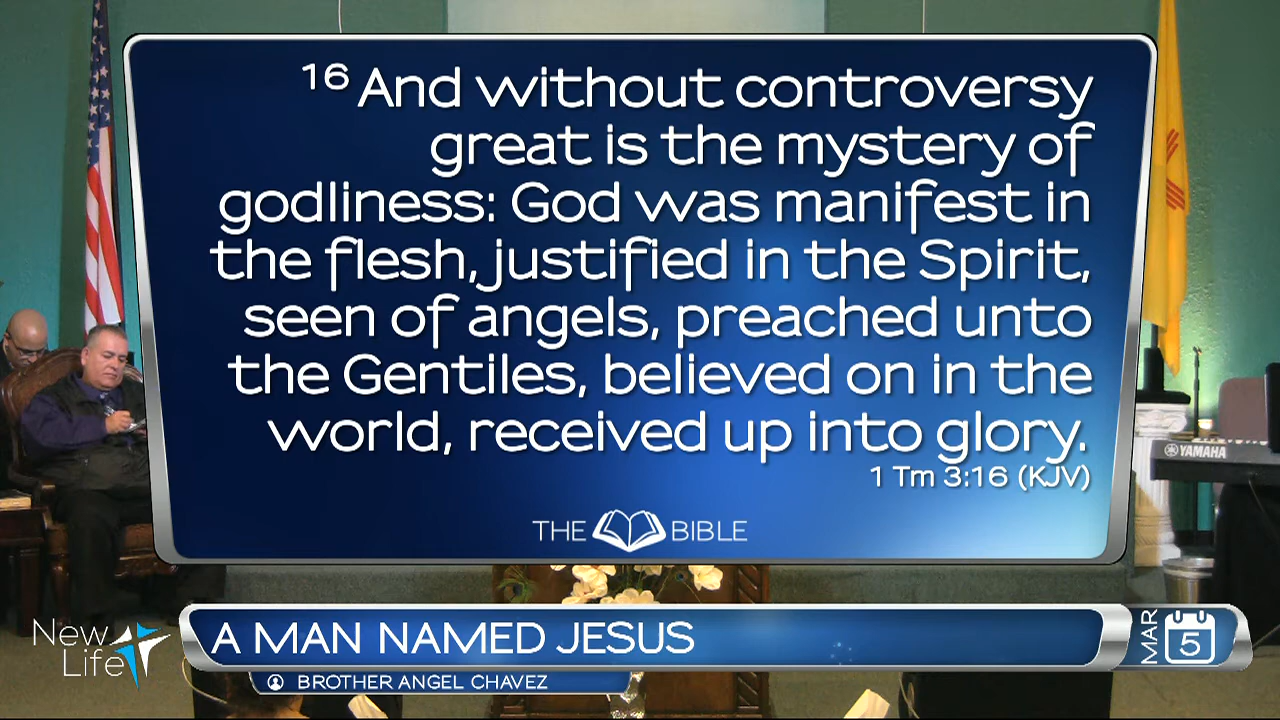 16 And without controversy
great is the mystery of
godliness: God was manifest in
the flesh, justified in the Spirit,
seen of angels, preached unto
the Gentiles, believed on in the
world, received up into glory.
1 Tm 3:16 (KJV)
THE BIBLE
YAMAHA
New
Life
A MAN NAMED JESUS
MAR
5
BROTHER ANGEL CHAVEZ